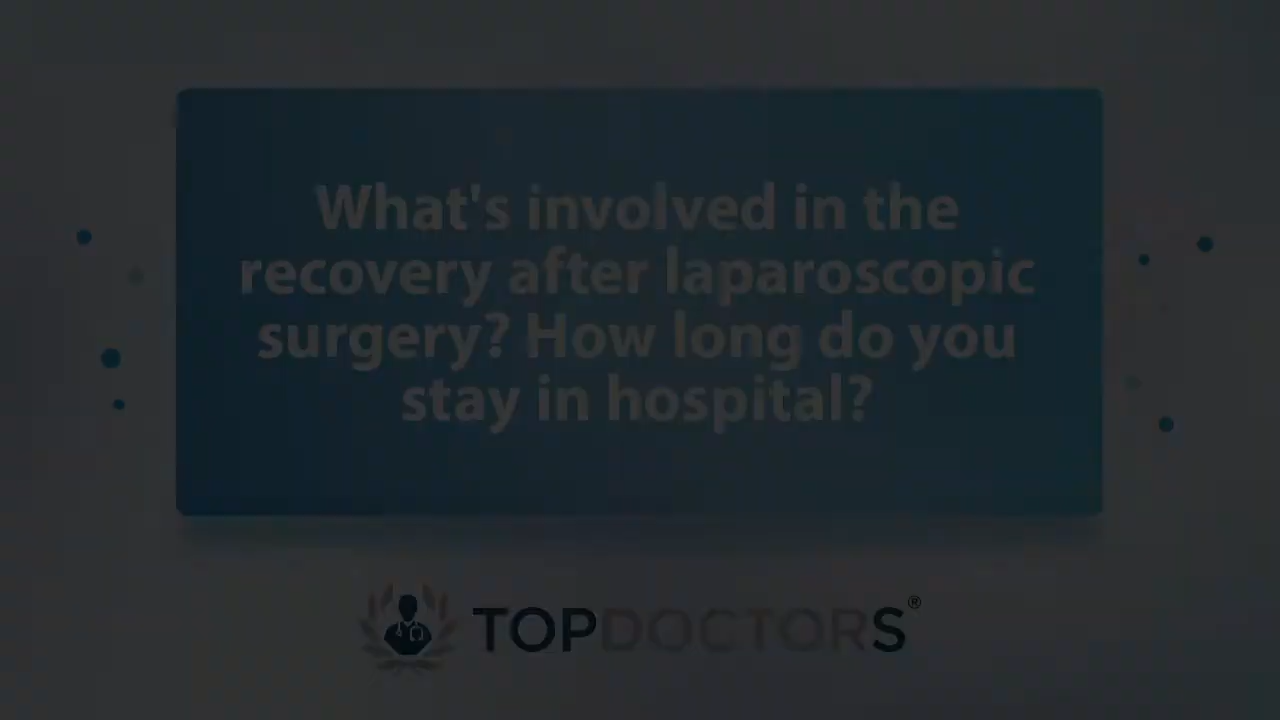 What's involved in the
recovery after laparoscopic
surgery? How long do you
stay in hospital?
TOPDOCTORS®